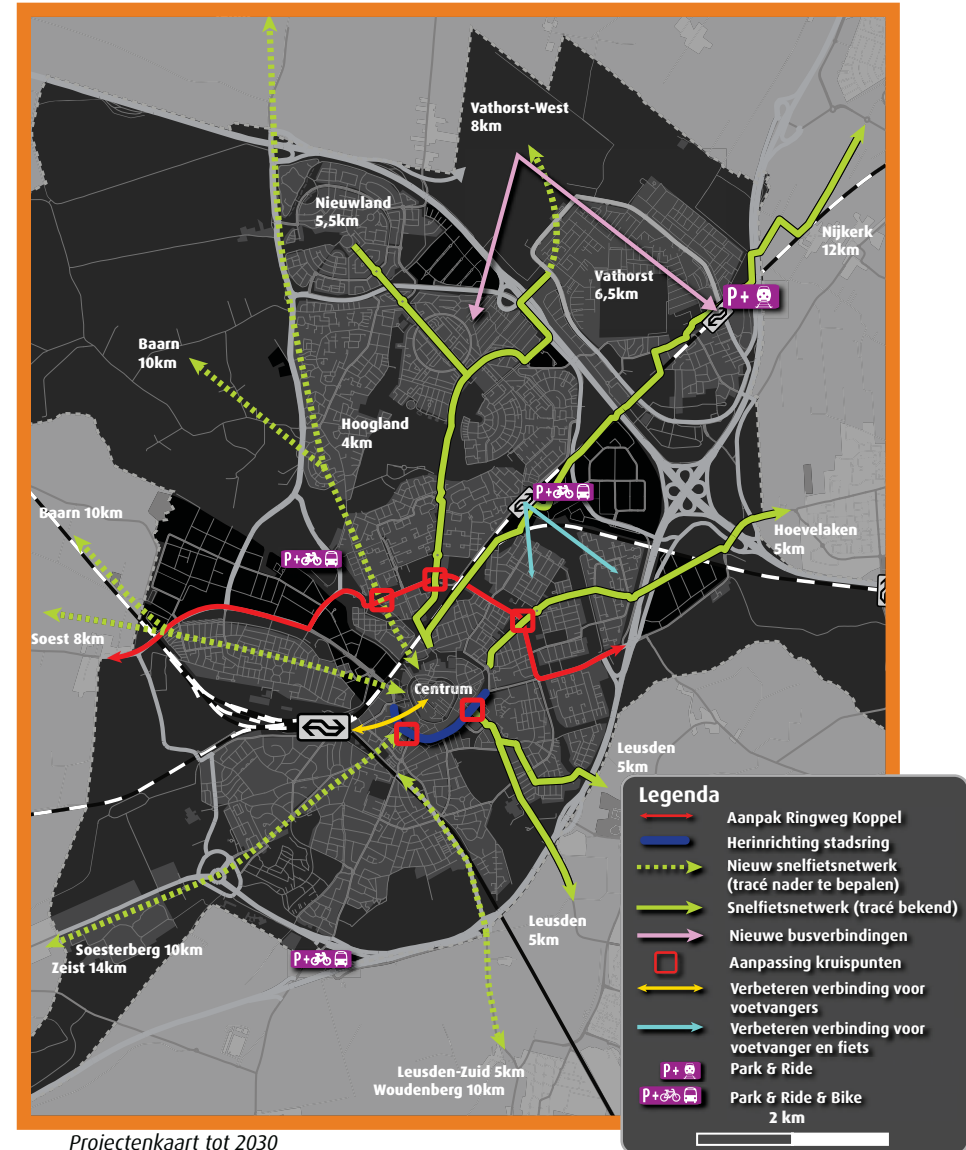 Vathorst-West
8km
Nieuwland
5,5km
Nijkerk
12km
Vathorst
6,5km
P+
Baarn
10km
Hoogland
4km
P+
Baarn 10km
Hoevelaken
5km
P+
Soest 8km
Centrum
Leusden
5km
Leusden
5km
Soesterberg 10km
Zeist 14km
P+
Leusden-Zuid 5km
Woudenberg 10km
Legenda
Aanpak Ringweg Koppel
Herinrichting stadsring
Nieuw snelfietsnetwerk
(tracé nader te bepalen)
Snelfietsnetwerk (tracé bekend)
Nieuwe busverbindingen
Aanpassing kruispunten
Verbeteren verbinding voor
voetvangers
Verbeteren verbinding voor
voetvanger en fiets
P+ Park & Ride
P+ Park & Ride & Bike
2 km
Projectenkaart tot 2030